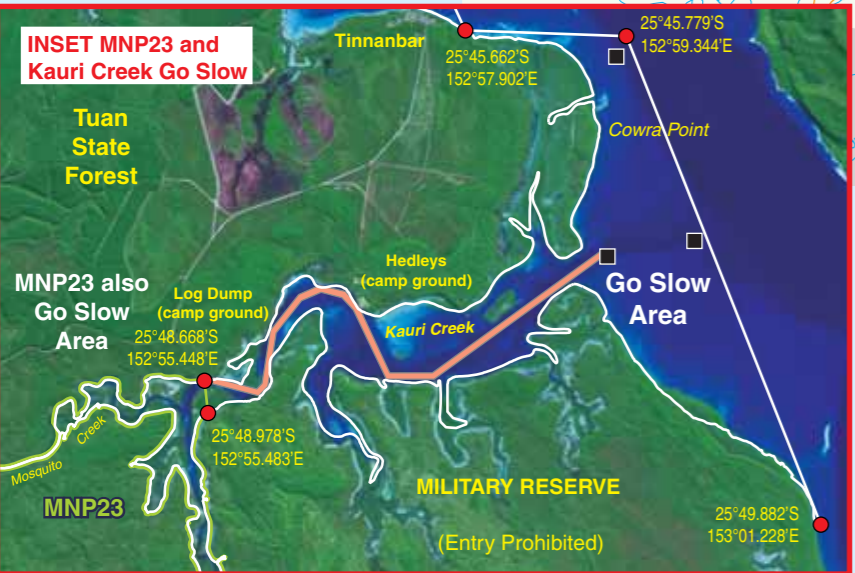 INSET MNP23 and
Kauri Creek Go Slow
Tinnanbar
25°45.662'S
152°57.902'E
25°45.779'S
152°59.344'E
Tuan
State
Forest
Cowra Point
MNP23 also
Go Slow
Area
Log Dump
(camp ground)
25°48.668'S
152°55.448'E
Hedleys
(camp ground)
Kauri Creek
Go Slow
Area
25°48.978'S
152°55.483'E
Mosquito
Creek
MNP23
MILITARY RESERVE
(Entry Prohibited)
25°49.882'S
153°01.228'E